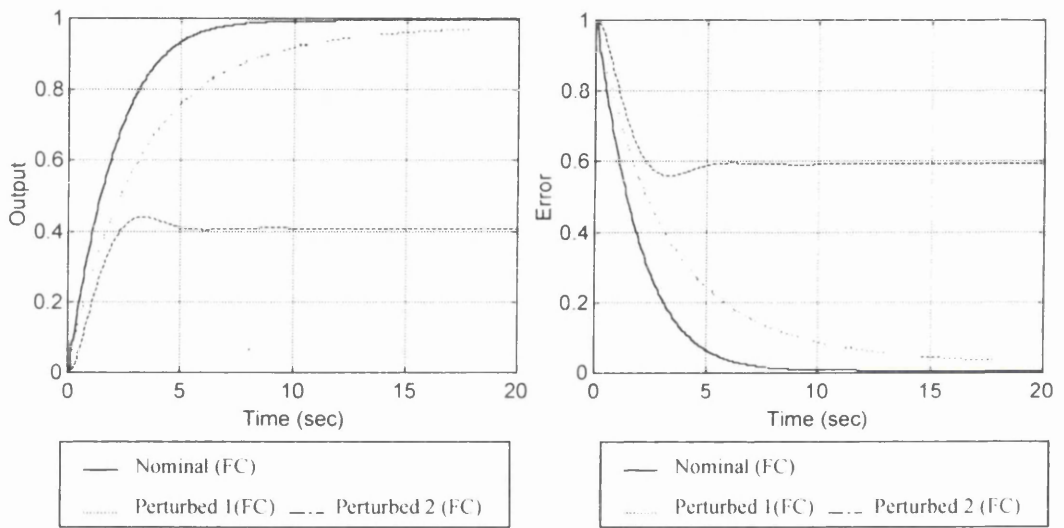 1
0.8
0.6
0.4
0.2
0
Output
0 5 10 15 20
Time (sec)
Nominal (FC)
Perturbed 1(FC) Perturbed 2 (FC)
1
0.8
0.6
0.4
0.2
0
Error
0 5 10 15 20
Time (sec)
Nominal (FC)
Perturbed 1(FC) Perturbed 2 (FC)